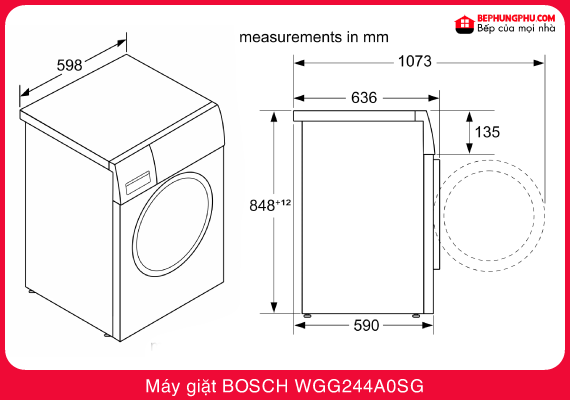 BEPHUNGPHU.COM
Bếp của mọi nhà
measurements in mm
598
1073
636
135
848+12
590
Máy giặt BOSCH WGG244A0SG